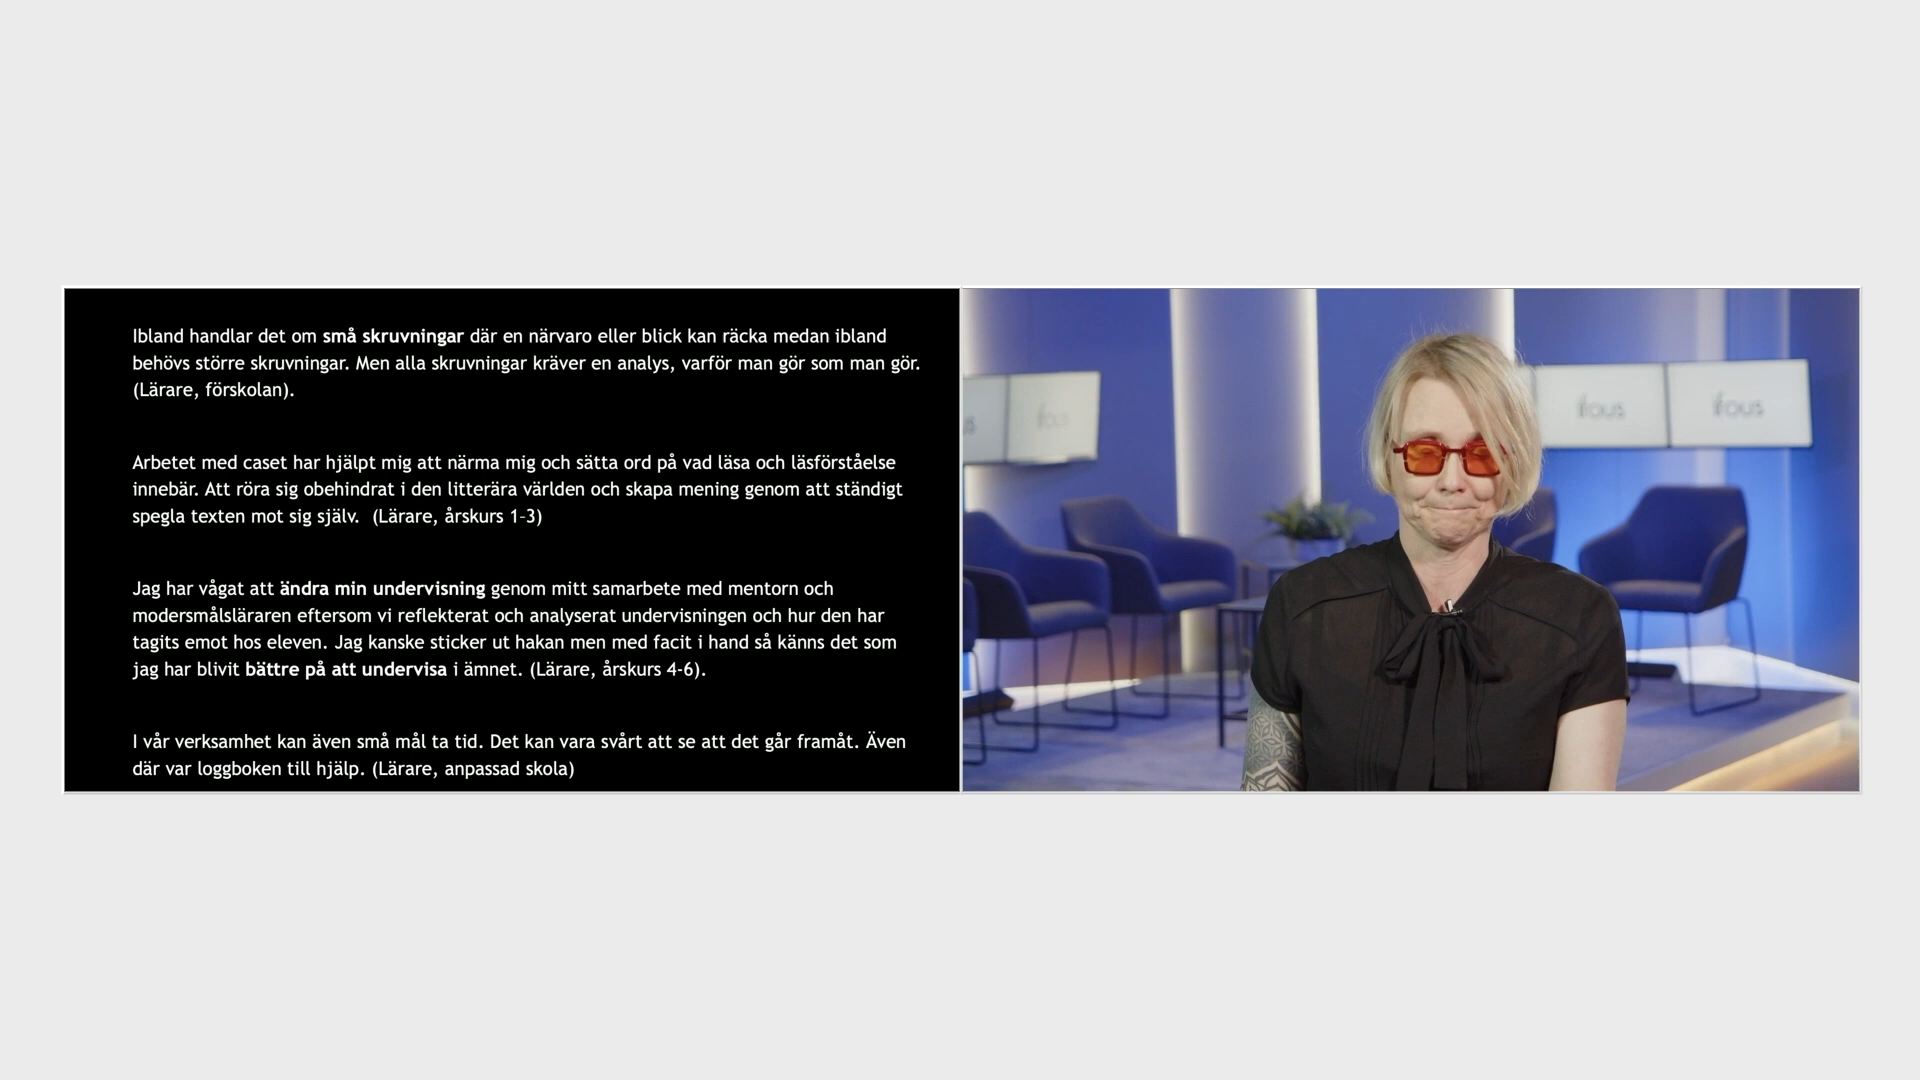 Ibland handlar det om små skruvningar där en närvaro eller blick kan räcka medan ibland
behövs större skruvningar. Men alla skruvningar kräver en analys, varför man gör som man gör.
(Lärare, förskolan).
Arbetet med caset har hjälpt mig att närma mig och sätta ord på vad läsa och läsförståelse
innebär. Att röra sig obehindrat i den litterära världen och skapa mening genom att ständigt
spegla texten mot sig själv.  (Lärare, årskurs 1–3)
Jag har vågat att ändra min undervisning genom mitt samarbete med mentorn och
modersmålsläraren eftersom vi reflekterat och analyserat undervisningen och hur den har
tagits emot hos eleven. Jag kanske sticker ut hakan men med facit i hand så känns det som
jag har blivit bättre på att undervisa i ämnet. (Lärare, årskurs 4-6).
I vår verksamhet kan även små mål ta tid. Det kan vara svårt att se att det går framåt. Även
där var loggboken till hjälp. (Lärare, anpassad skola)
ifous
ifous
ifous